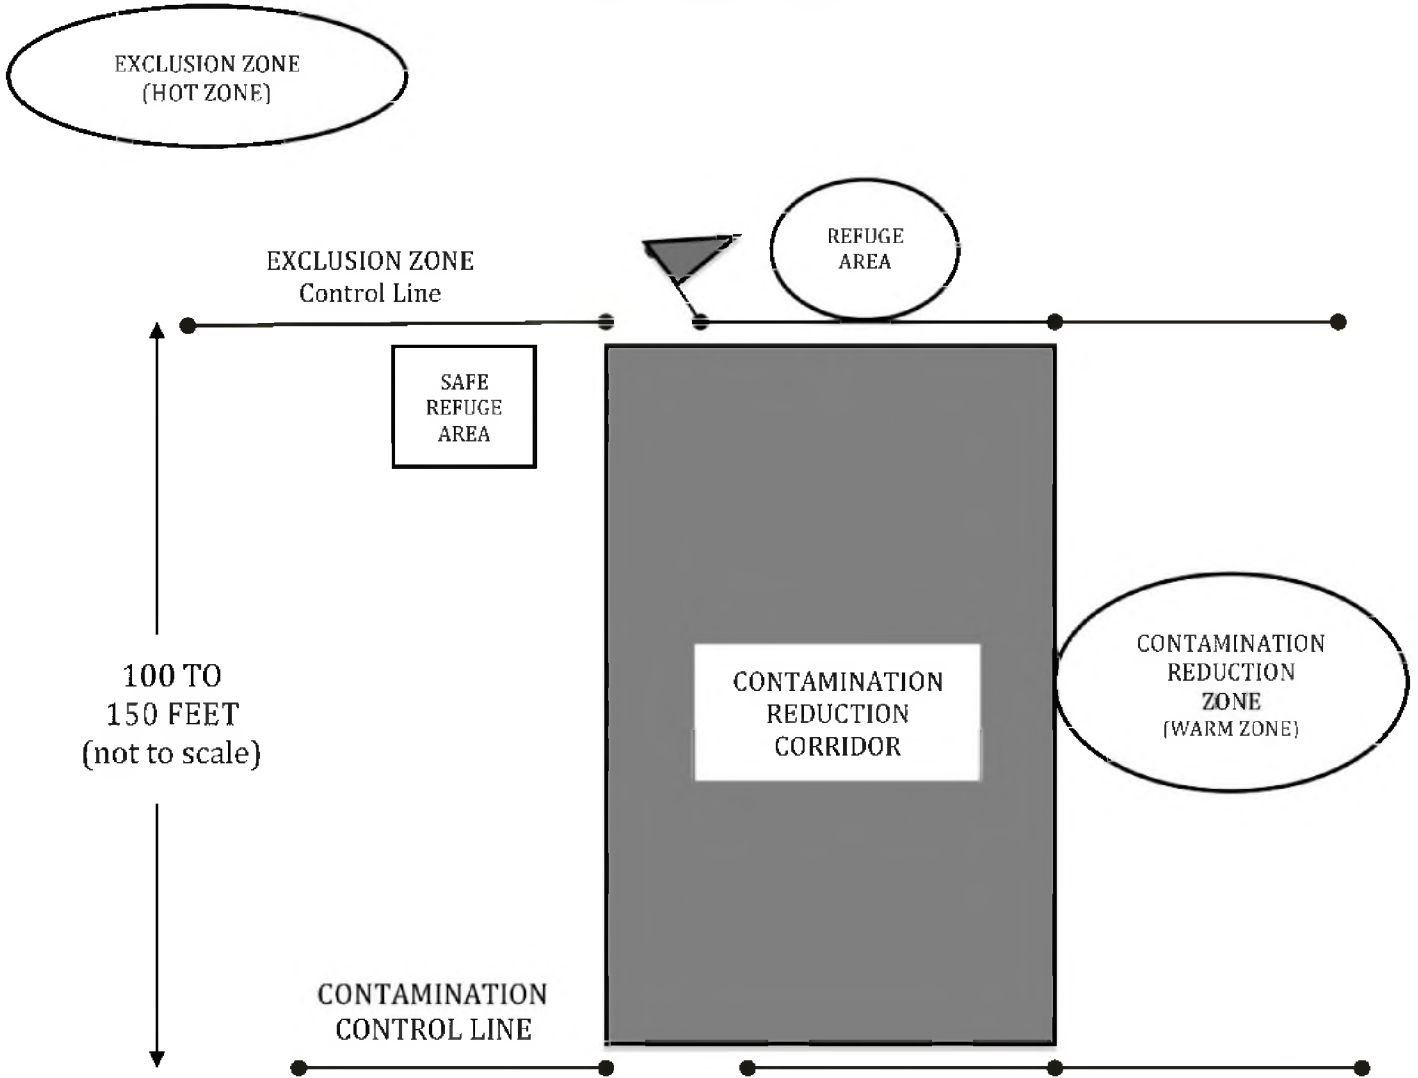 EXCLUSION ZONE
(HOT ZONE)
REFUGE
AREA
EXCLUSION ZONE
Control Line
SAFE
REFUGE
AREA
100 TO
150 FEET
(not to scale)
CONTAMINATION
REDUCTION
CORRIDOR
CONTAMINATION
REDUCTION
ZONE
(WARM ZONE)
CONTAMINATION
CONTROL LINE